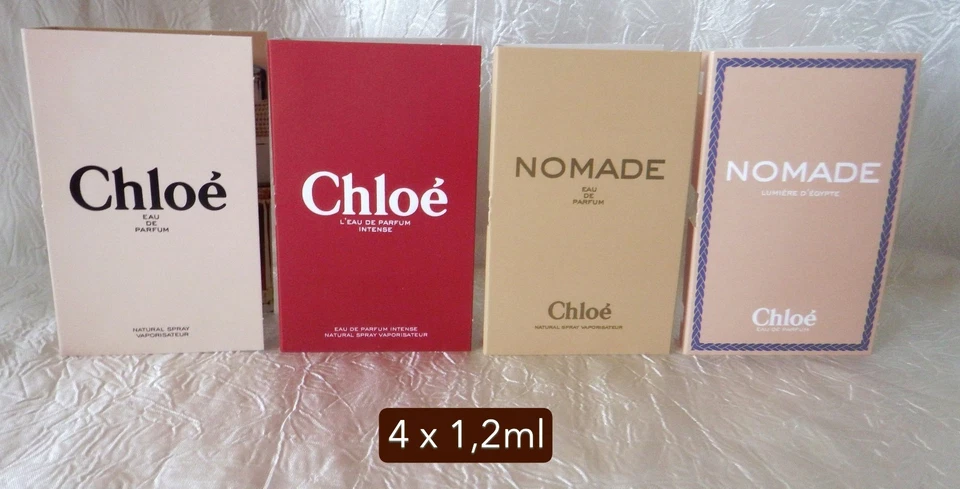 Chloé
EAU
DE
PARFUM
NATURAL SPRAY
VAPORISATEUR
Chloé
L'EAU DE PARFUM
INTENSE
EAU DE PARFUM INTENSE
NATURAL SPRAY VAPORISATEUR
NOMADE
EAU
DE
PARFUM
Chloé
NATURAL SPRAY VAPORISATEUR
NOMADE
LUMIÈRE D'ÉGYPTE
Chloé
EAU DE PARFUM
4 x 1,2ml